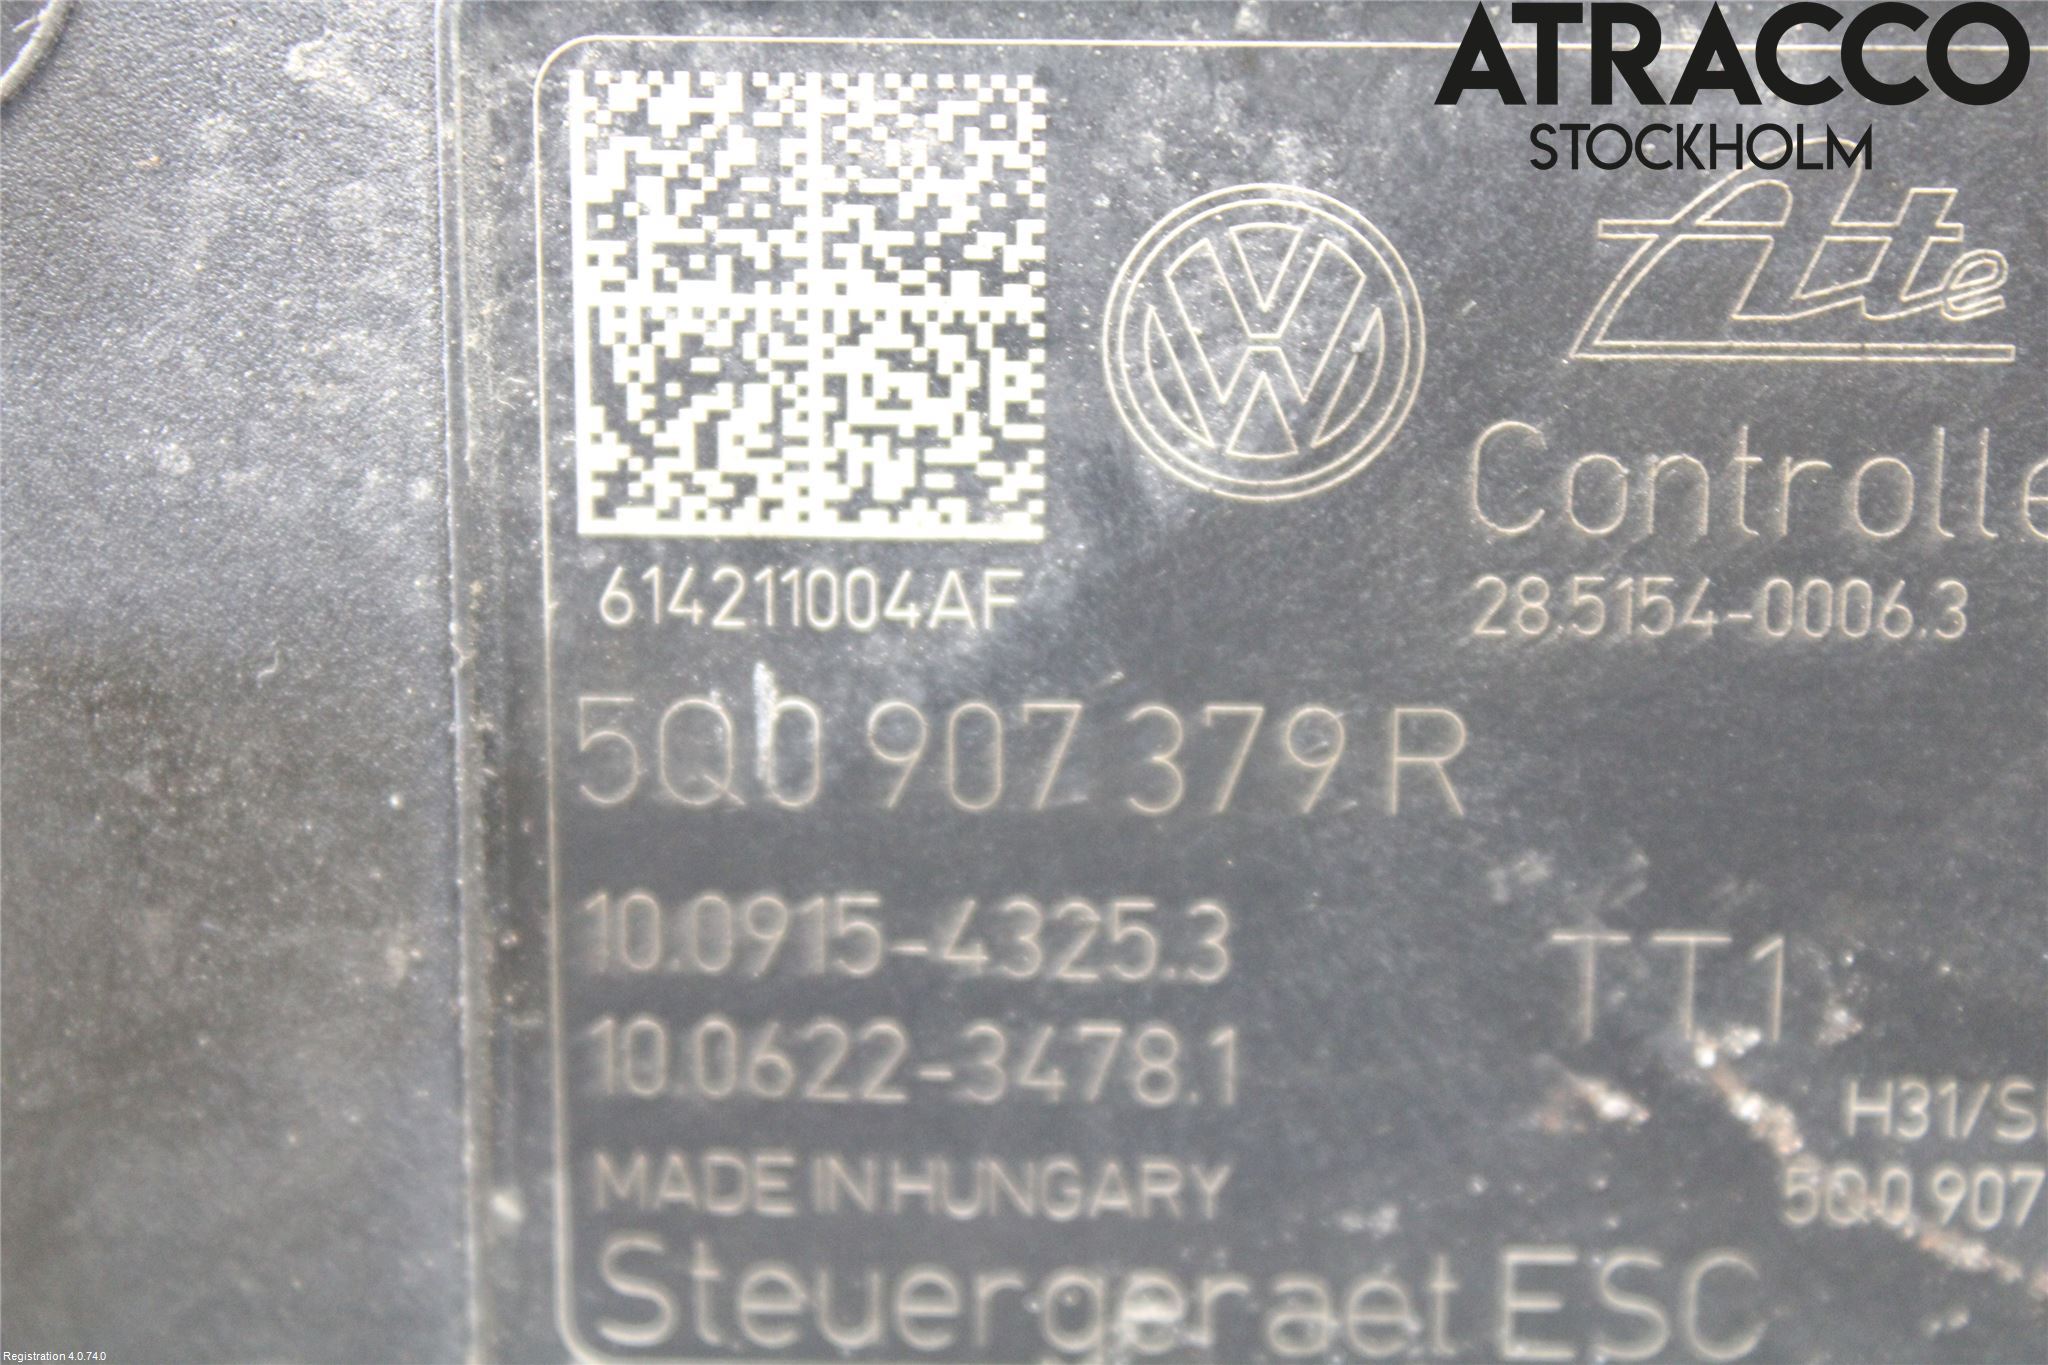 ATRACCO
STOCKHOLM
Ate
Controlle
614211004AF
28.5154-0006.3
5Q0 907 379 R
10.0915-4325.3
TT1
10.0622-3478.1
H31/S
MADE IN HUNGARY
5Q0 907
Steuergeraet ESC
Registration 4.0.74.0